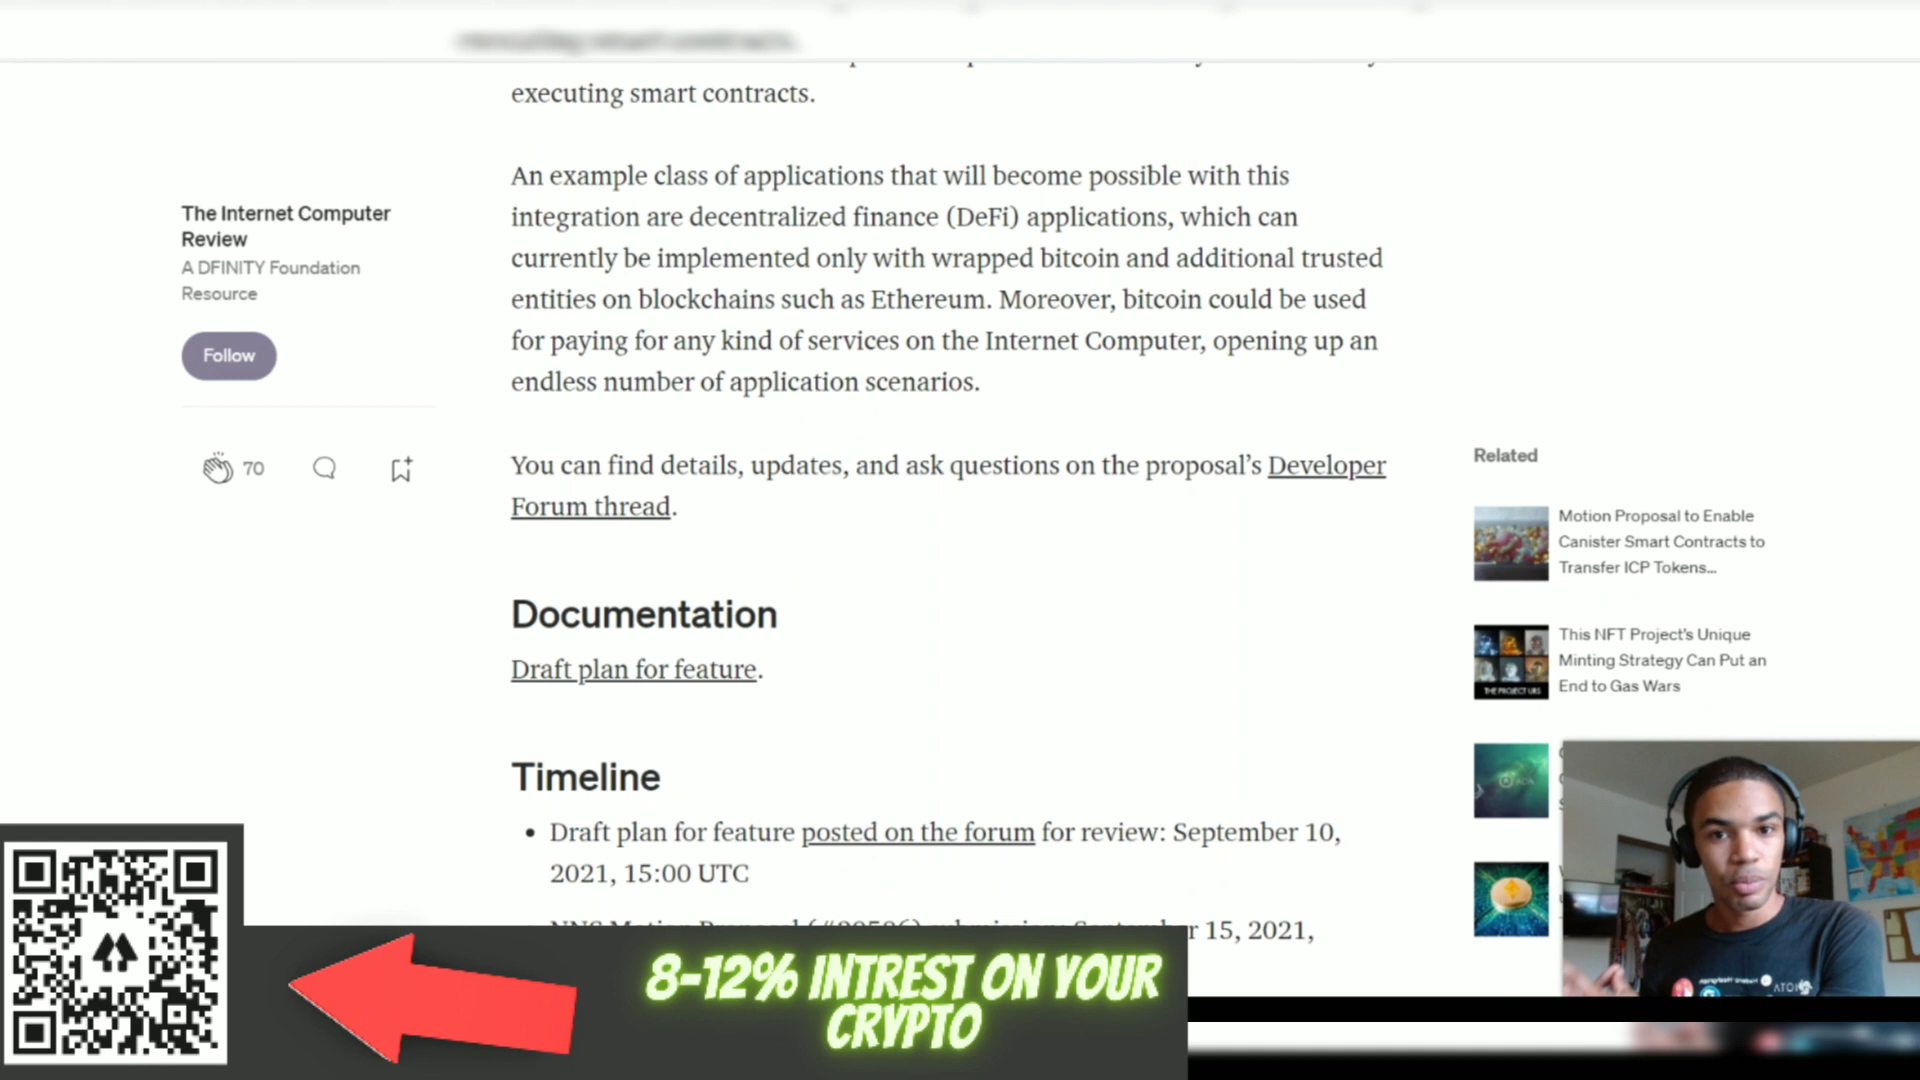 executing smart contracts.
An example class of applications that will become possible with this
integration are decentralized finance (DeFi) applications, which can
currently be implemented only with wrapped bitcoin and additional trusted
entities on blockchains such as Ethereum. Moreover, bitcoin could be used
for paying for any kind of services on the Internet Computer, opening up an
endless number of application scenarios.
You can find details, updates, and ask questions on the proposal’s Developer
Forum thread.
Documentation
Draft plan for feature.
Timeline
• Draft plan for feature posted on the forum for review: September 10,
2021, 15:00 UTC
r 15, 2021,
The Internet Computer
Review
A DFINITY Foundation
Resource
Follow
70
Related
Motion Proposal to Enable
Canister Smart Contracts to
Transfer ICP Tokens...
This NFT Project’s Unique
Minting Strategy Can Put an
End to Gas Wars
THE PROJECT URS
8-12% INTREST ON YOUR
CRYPTO